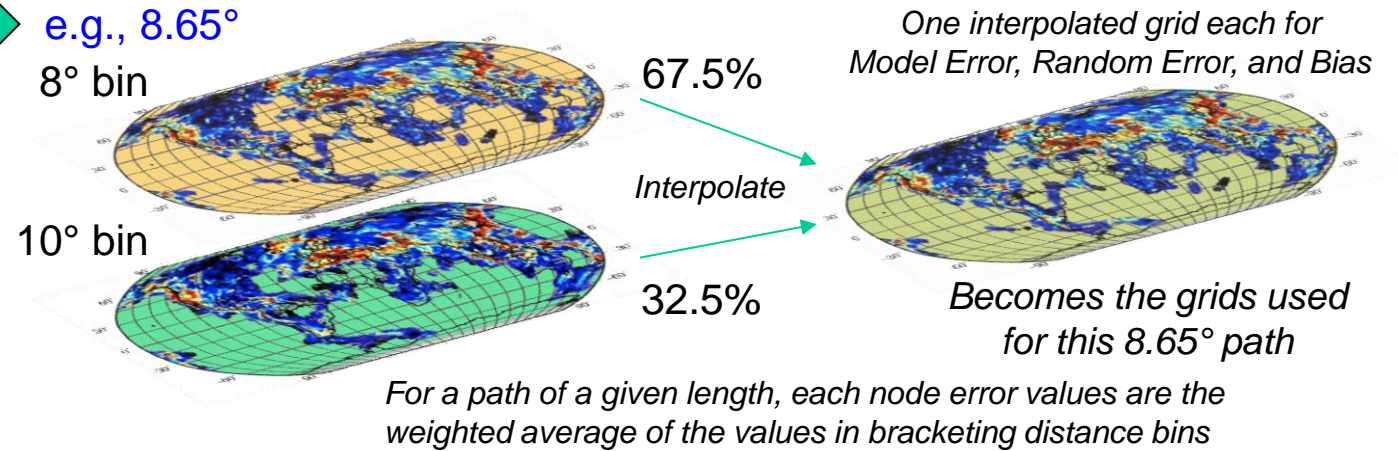 e.g., 8.65°
8° bin
67.5%
One interpolated grid each for
Model Error, Random Error, and Bias
Interpolate
10° bin
32.5%
Becomes the grids used
for this 8.65° path
For a path of a given length, each node error values are the
weighted average of the values in bracketing distance bins